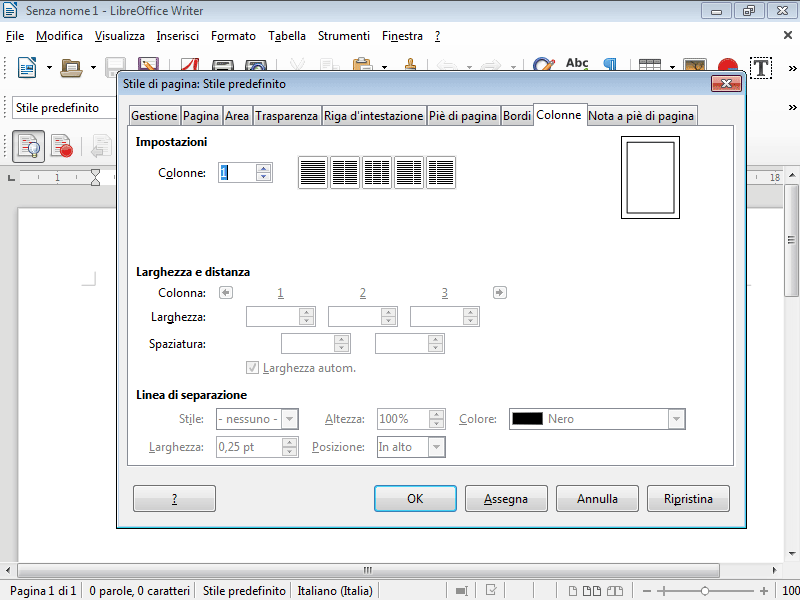 Senza nome 1 - LibreOffice Writer
File Modifica Visualizza Inserisci Formato Tabella Strumenti Finestra ?
Abc
Stile predefinito
Stile di pagina: Stile predefinito
Gestione Pagina Area Trasparenza Riga d'intestazione Piè di pagina Bordi Colonne Nota a piè di pagina
Impostazioni
Colonne: 1
1 18
Larghezza e distanza
Colonna: 1 2 3
Larghezza:
Spaziatura:
Larghezza autom.
Linea di separazione
Stile: - nessuno - Altezza: 100% Colore: Nero
Larghezza: 0,25 pt Posizione: In alto
? OK Assegna Annulla Ripristina
Pagina 1 di 1 0 parole, 0 caratteri Stile predefinito Italiano (Italia) 100